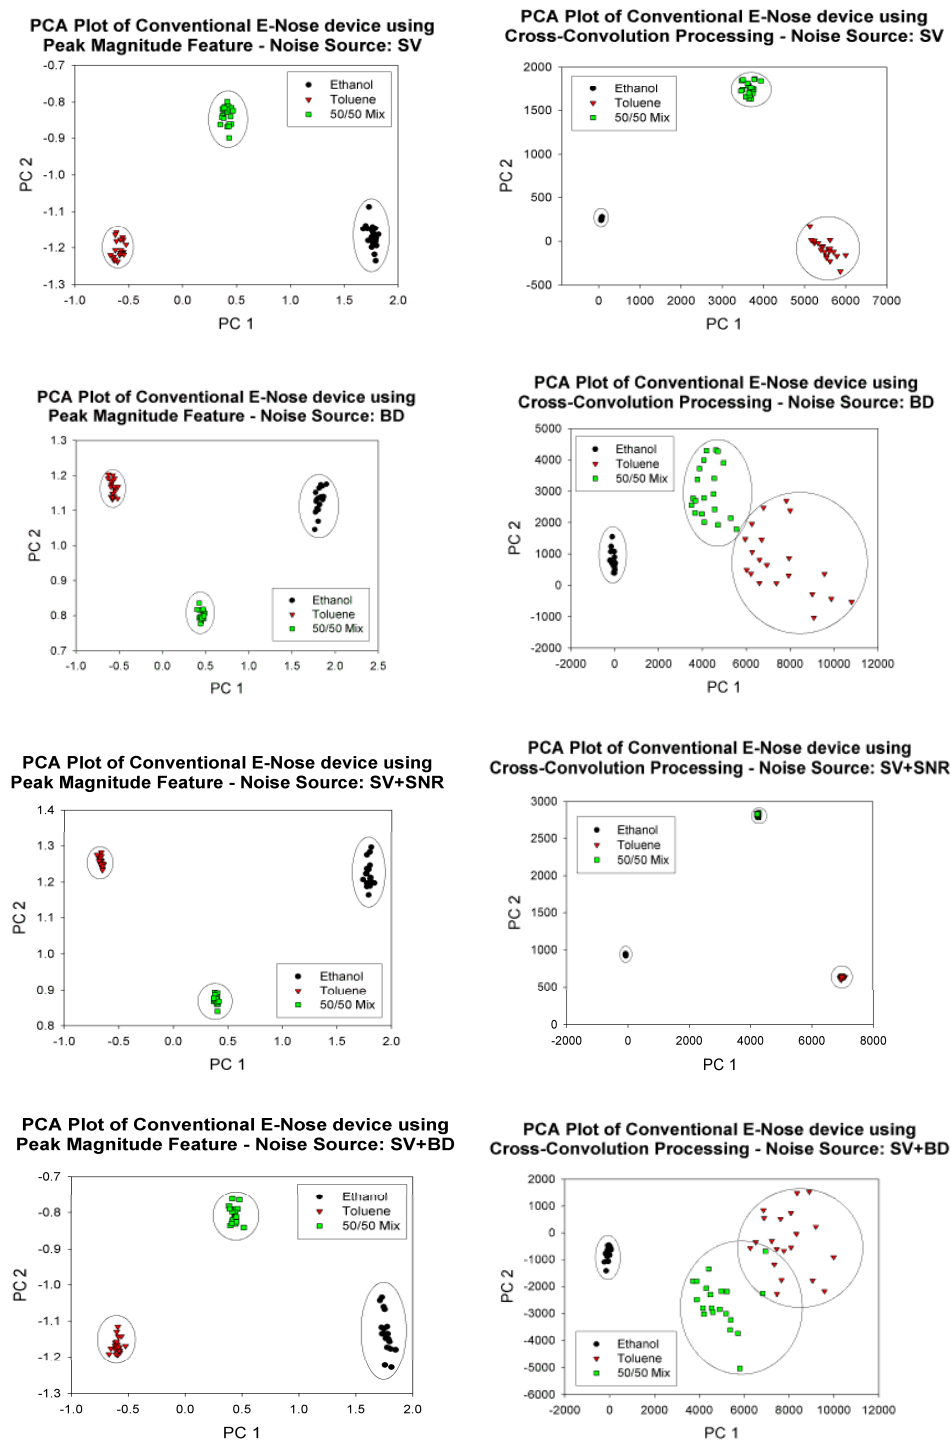 PCA Plot of Conventional E-Nose device using
Peak Magnitude Feature - Noise Source: SV
-0.7
-0.8
-0.9
-1.0
-1.1
-1.2
-1.3
PC 2
Ethanol
Toluene
50/50 Mix
-1.0 -0.5 0.0 0.5 1.0 1.5 2.0
PC 1
PCA Plot of Conventional E-Nose device using
Cross-Convolution Processing - Noise Source: SV
2000
1500
1000
500
0
-500
PC 2
Ethanol
Toluene
50/50 Mix
0 1000 2000 3000 4000 5000 6000 7000
PC 1
PCA Plot of Conventional E-Nose device using
Peak Magnitude Feature - Noise Source: BD
1.3
1.2
1.1
1.0
0.9
0.8
0.7
PC 2
Ethanol
Toluene
50/50 Mix
-1.0 -0.5 0.0 0.5 1.0 1.5 2.0 2.5
PC 1
PCA Plot of Conventional E-Nose device using
Cross-Convolution Processing - Noise Source: BD
5000
4000
3000
2000
1000
0
-1000
-2000
PC 2
Ethanol
Toluene
50/50 Mix
-2000 0 2000 4000 6000 8000 10000 12000
PC 1
PCA Plot of Conventional E-Nose device using
Peak Magnitude Feature - Noise Source: SV+SNR
1.4
1.3
1.2
1.1
1.0
0.9
0.8
PC 2
Ethanol
Toluene
50/50 Mix
-1.0 -0.5 0.0 0.5 1.0 1.5 2.0
PC 1
PCA Plot of Conventional E-Nose device using
Cross-Convolution Processing - Noise Source: SV+SNR
3000
2500
2000
1500
1000
500
0
PC 2
Ethanol
Toluene
50/50 Mix
-2000 0 2000 4000 6000 8000
PC 1
PCA Plot of Conventional E-Nose device using
Peak Magnitude Feature - Noise Source: SV+BD
-0.7
-0.8
-0.9
-1.0
-1.1
-1.2
-1.3
PC 2
Ethanol
Toluene
50/50 Mix
-1.0 -0.5 0.0 0.5 1.0 1.5 2.0
PC 1
PCA Plot of Conventional E-Nose device using
Cross-Convolution Processing - Noise Source: SV+BD
2000
1000
0
-1000
-2000
-3000
-4000
-5000
-6000
PC 2
Ethanol
Toluene
50/50 Mix
-2000 0 2000 4000 6000 8000 10000 12000
PC 1